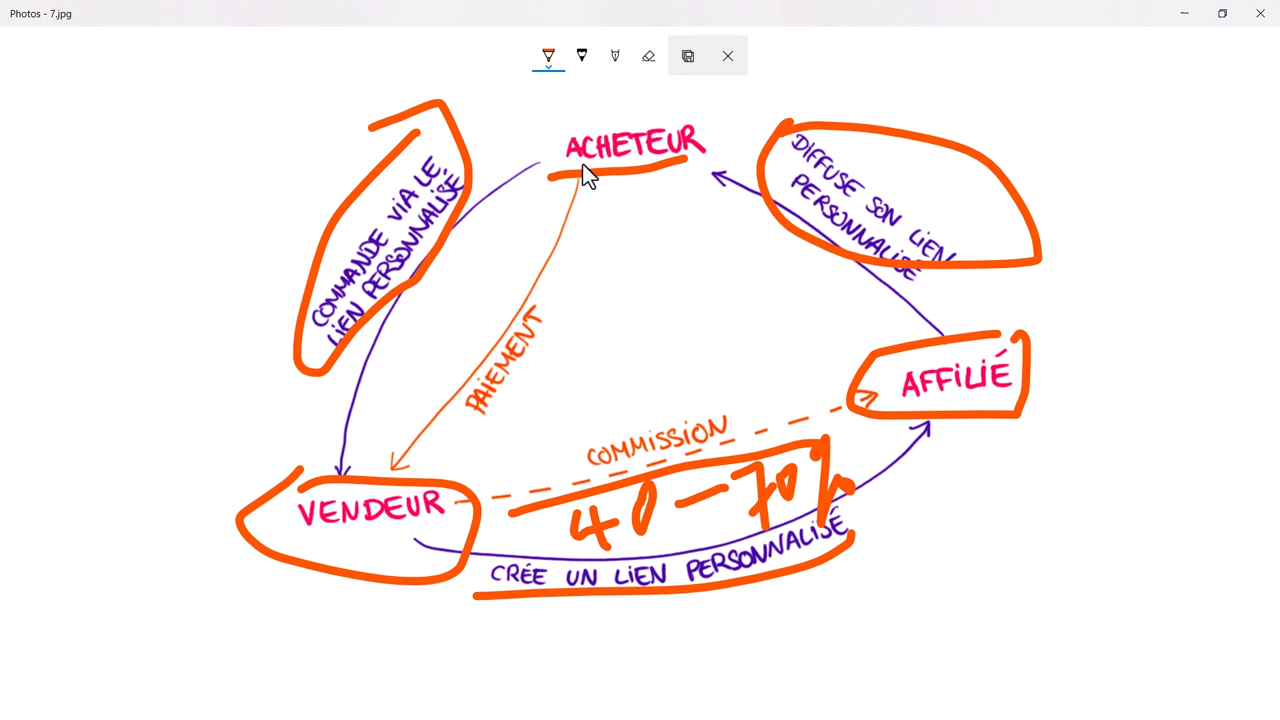 Photos - 7.jpg
ACHETEUR
DIFFUSE SON LIEN
PERSONNALISÉ
COMMANDE VIA LE
LIEN PERSONNALISÉ
PAIEMENT
AFFILIÉ
COMMISSION
40-70%
VENDEUR
CRÉE UN LIEN PERSONNALISÉ